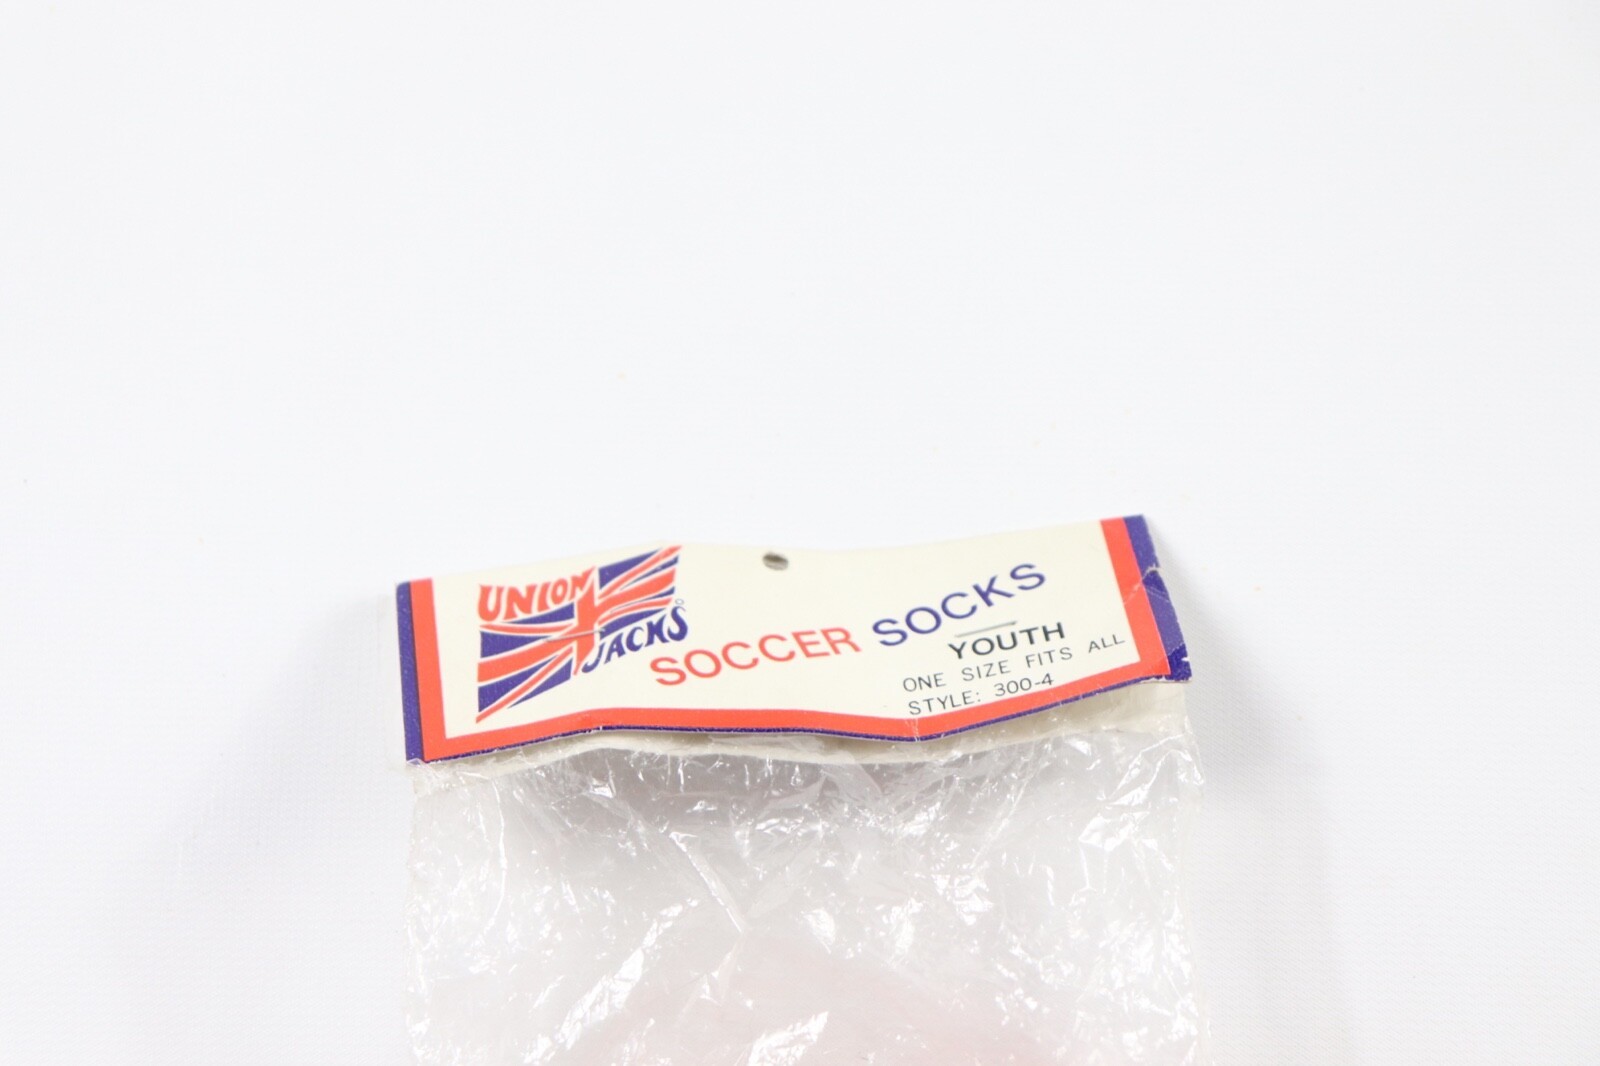 UNION
JACKS
SOCCER SOCKS
YOUTH
ONE SIZE FITS ALL
STYLE: 300-4